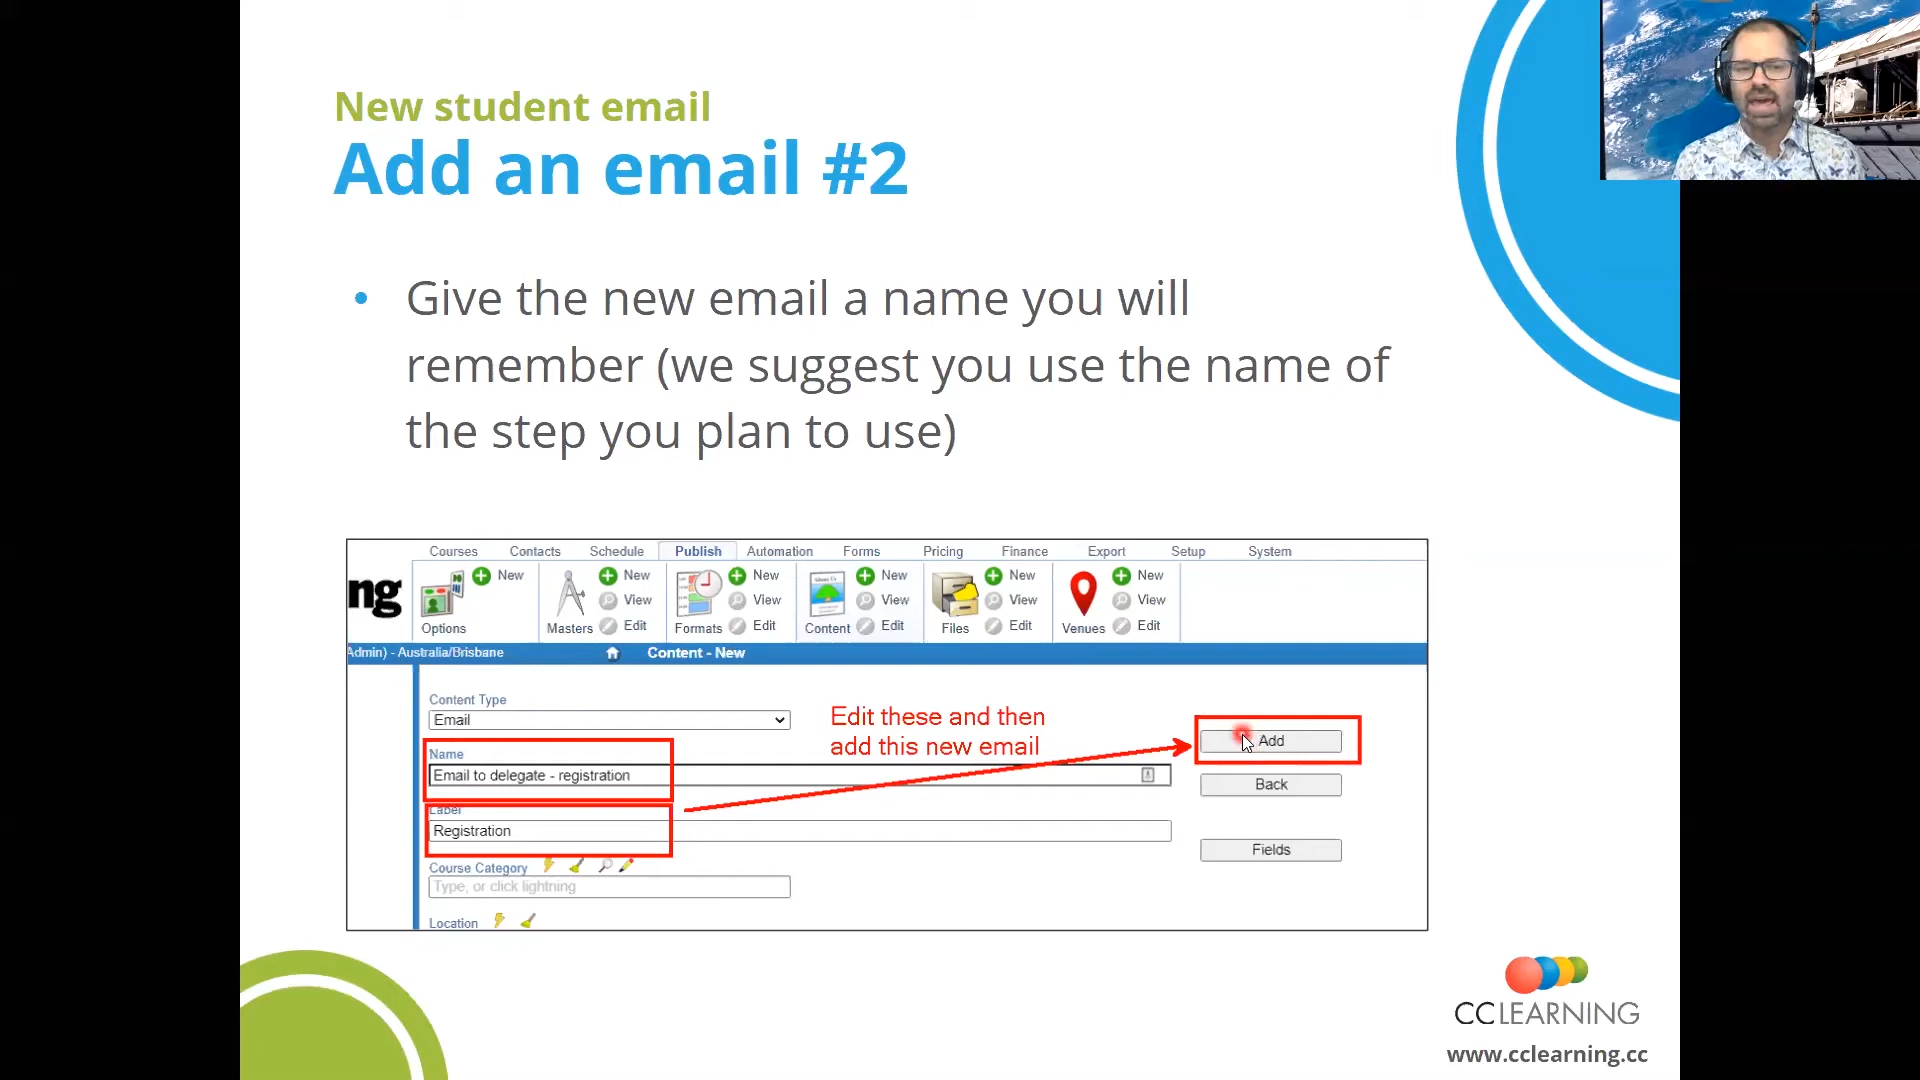 New student email
Add an email #2
• Give the new email a name you will
remember (we suggest you use the name of
the step you plan to use)
Courses Contacts Schedule Publish Automation Forms Pricing Finance Export Setup System
New New New New New New
View View View View View
Options Masters Edit Formats Edit Content Edit Files Edit Venues Edit
ng
Admin) - Australia/Brisbane Content - New
Content Type
Email
Edit these and then
add this new email
Name
Email to delegate - registration
Label
Registration
Course Category
Type, or click lightning
Location
Add
Back
Fields
CCLEARNING
www.cclearning.cc